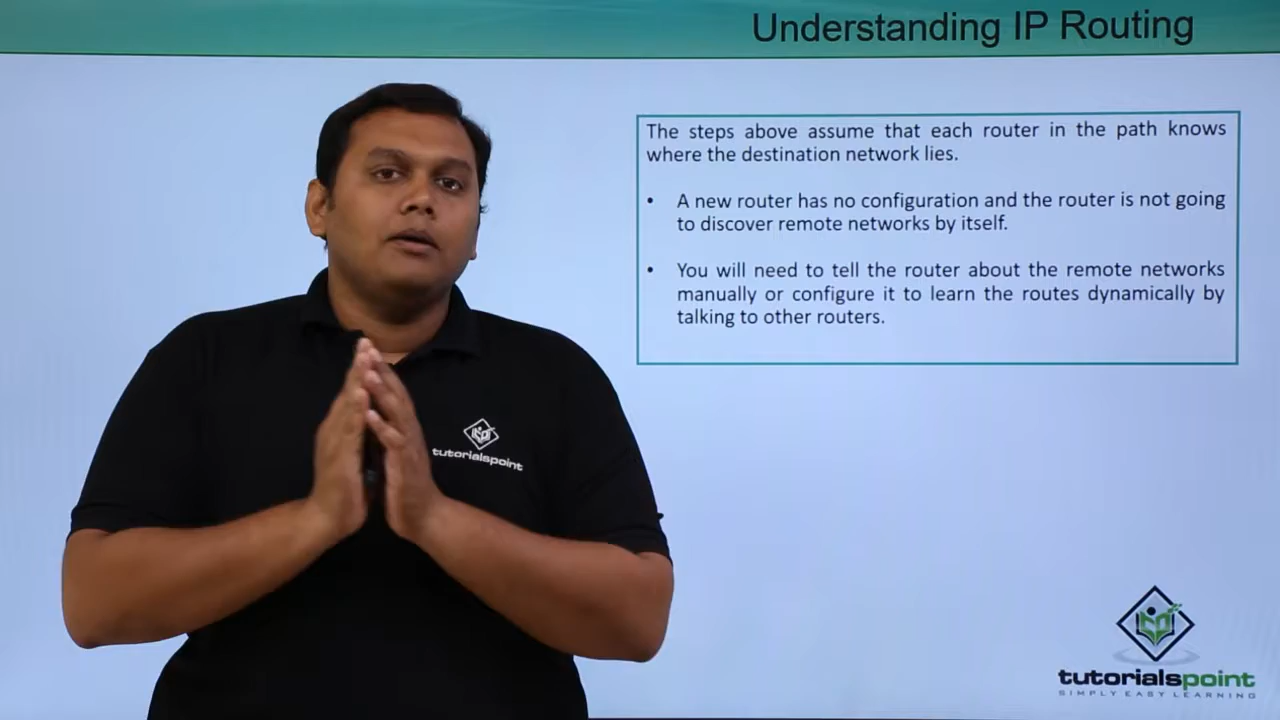 Understanding IP Routing
The steps above assume that each router in the path knows
where the destination network lies.
• A new router has no configuration and the router is not going
to discover remote networks by itself.
• You will need to tell the router about the remote networks
manually or configure it to learn the routes dynamically by
talking to other routers.
tutorialspoint
tutorialspoint
SIMPLY EASY LEARNING